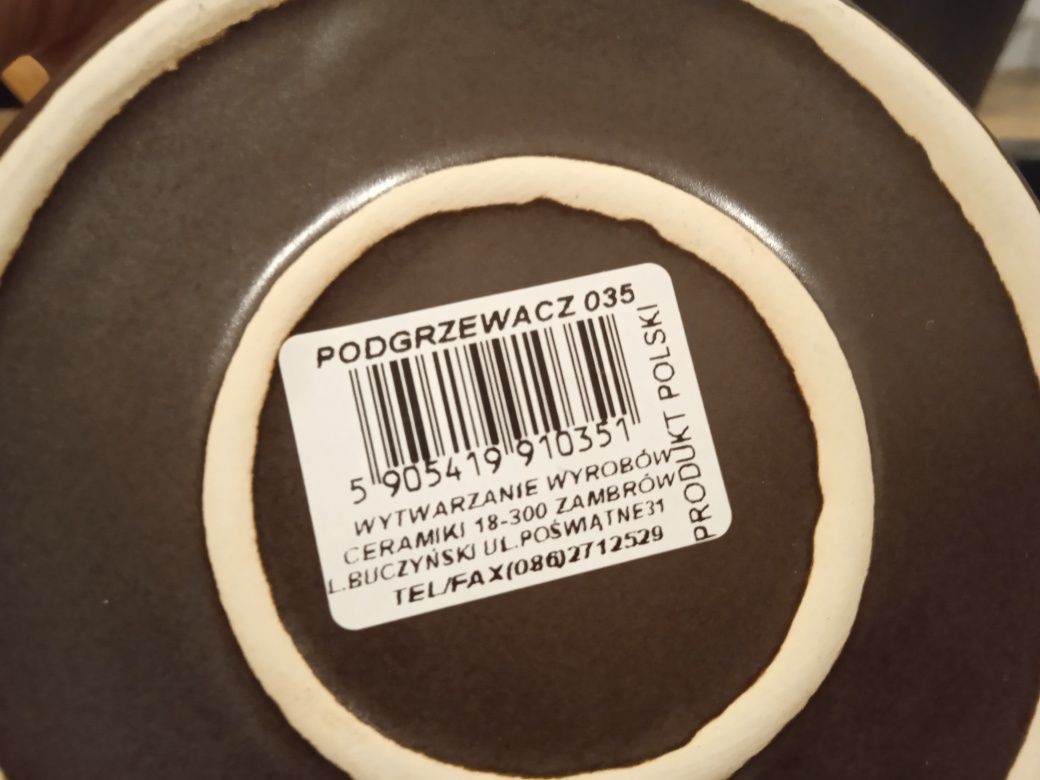 PODGRZEWACZ 035
5 905419 910351
WYTWARZANIE WYROBÓW
CERAMIKI 18-300 ZAMBRÓW
L.BUCZYŃSKI UL.POŚWIĄTNE31
TEL/FAX(086)2712529
PRODUKT POLSKI